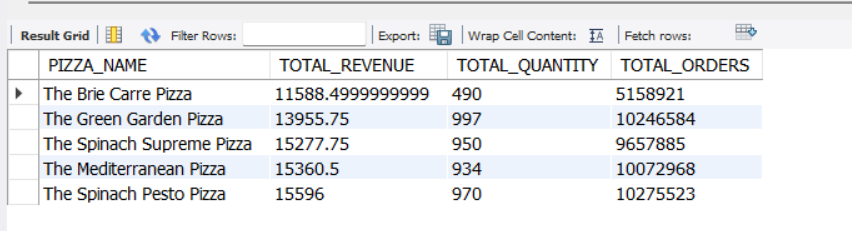 Result Grid Filter Rows: Export: Wrap Cell Content: IA Fetch rows:
PIZZA_NAME TOTAL_REVENUE TOTAL_QUANTITY TOTAL_ORDERS
The Brie Carre Pizza 11588.4999999999 490 5158921
The Green Garden Pizza 13955.75 997 10246584
The Spinach Supreme Pizza 15277.75 950 9657885
The Mediterranean Pizza 15360.5 934 10072968
The Spinach Pesto Pizza 15596 970 10275523